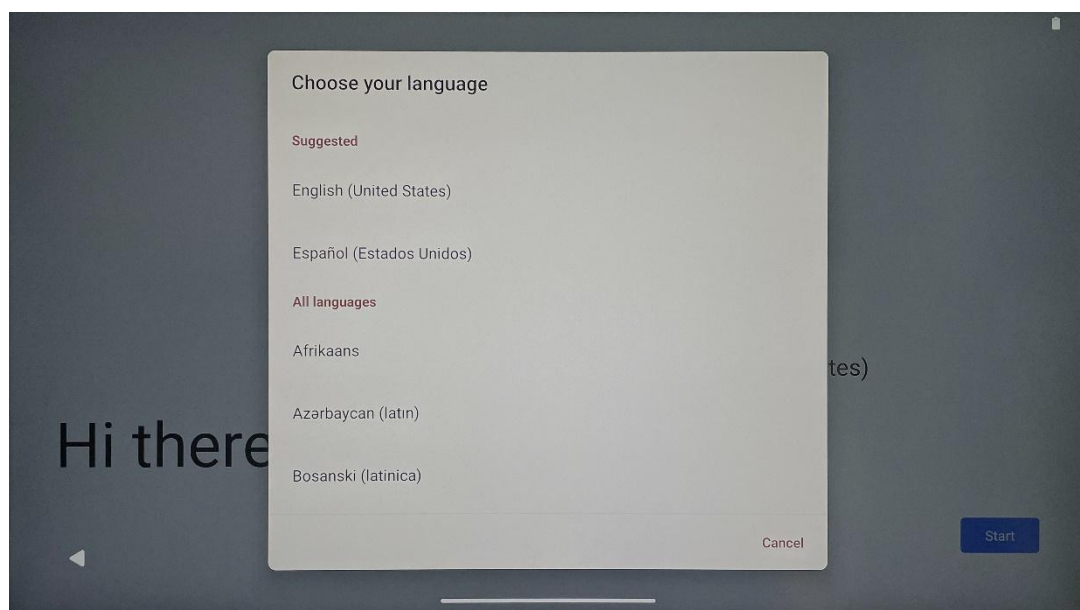 Choose your language
Suggested
English (United States)
Español (Estados Unidos)
All languages
Afrikaans
tes)
Azərbaycan (latın)
Hi there
Bosanski (latinica)
Start
Cancel